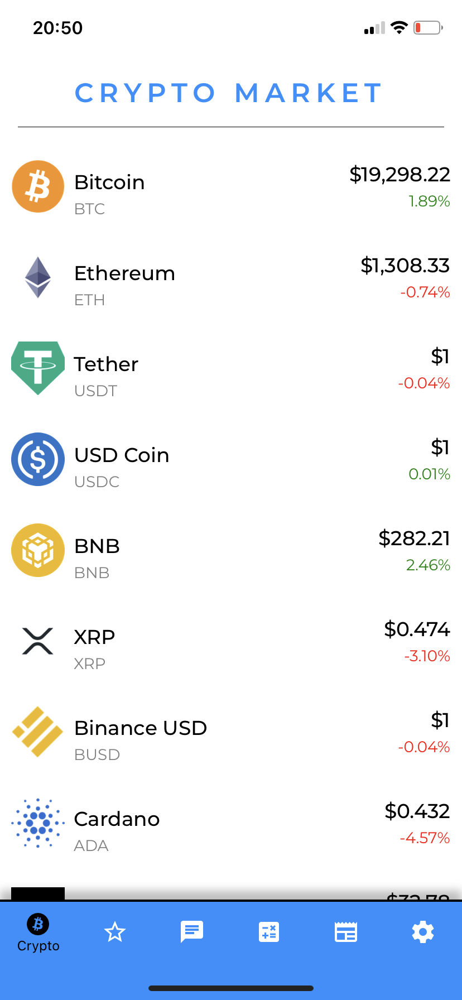 20:50
CRYPTO MARKET
Bitcoin
$19,298.22
BTC
1.89%
Ethereum
$1,308.33
ETH
-0.74%
Tether
$1
USDT
-0.04%
USD Coin
$1
USDC
0.01%
BNB
$282.21
BNB
2.46%
XRP
$0.474
XRP
-3.10%
Binance USD
$1
BUSD
-0.04%
Cardano
$0.432
ADA
-4.57%
$32.78
Crypto